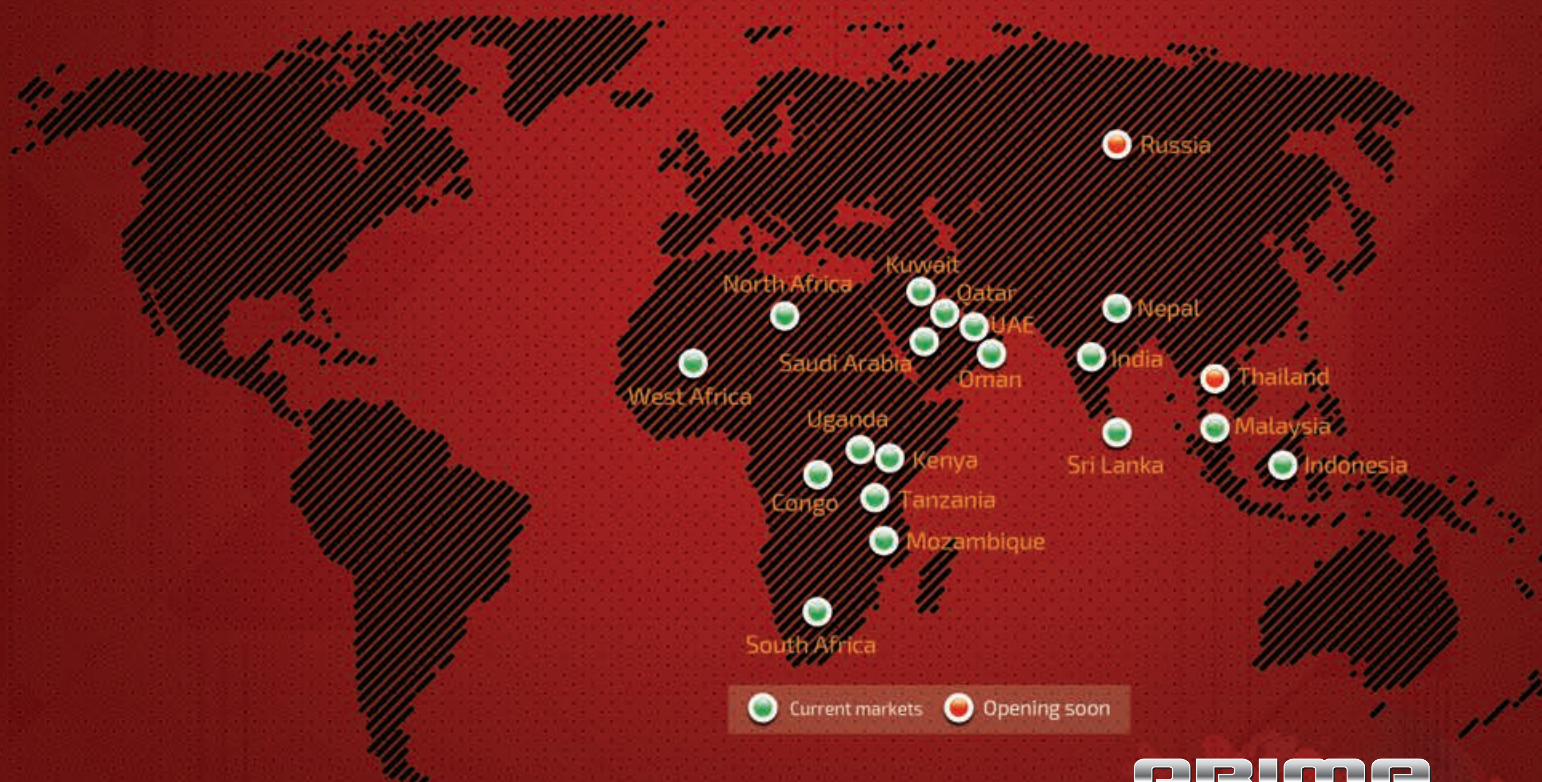 Russia
Kuwait
North Africa
Qatar
Nepal
UAE
India
Saudi Arabia
Oman
Thailand
West Africa
Uganda
Malaysia
Kenya
Sri Lanka
Indonesia
Congo
Tanzania
Mozambique
South Africa
Current markets
Opening soon